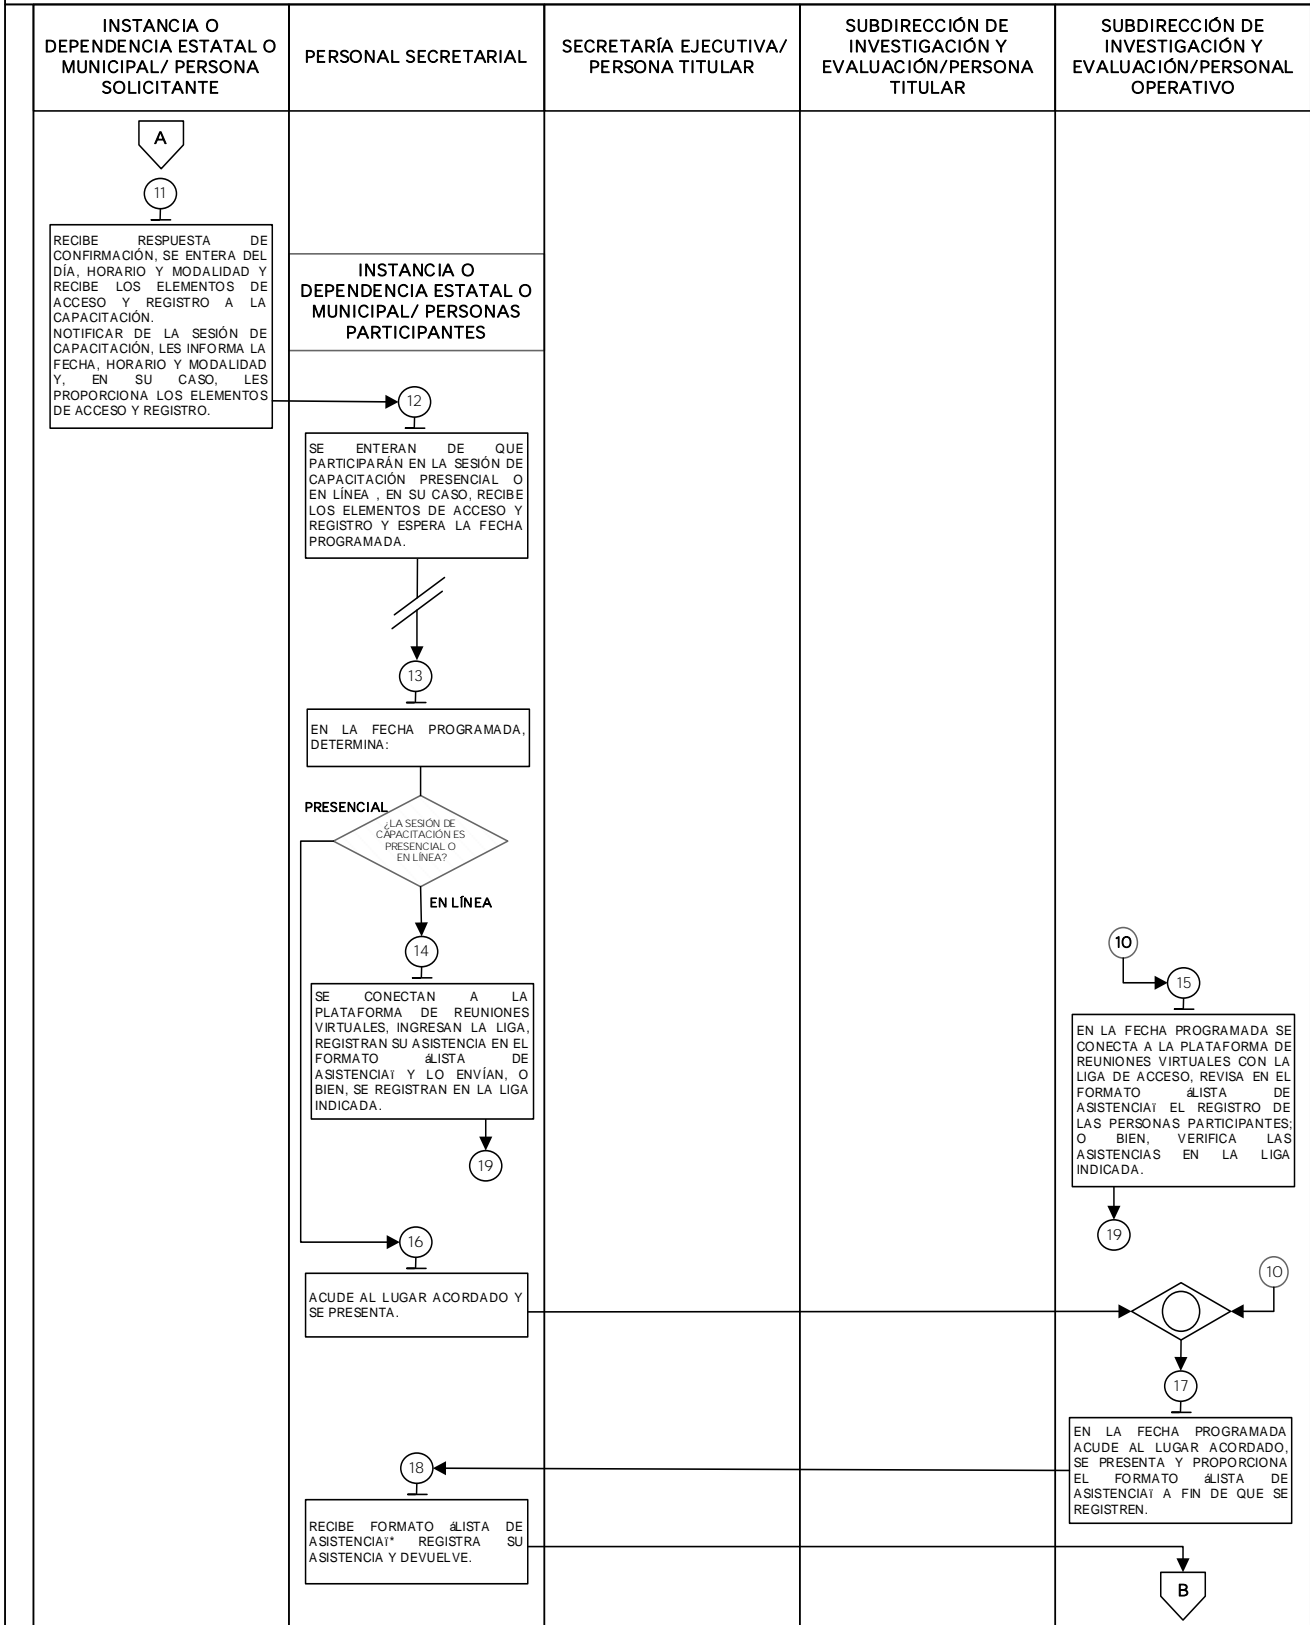 INSTANCIA O
DEPENDENCIA ESTATAL O
MUNICIPAL/ PERSONA
SOLICITANTE
PERSONAL SECRETARIAL
SECRETARÍA EJECUTIVA/
PERSONA TITULAR
SUBDIRECCIÓN DE
INVESTIGACIÓN Y
EVALUACIÓN/PERSONA
TITULAR
SUBDIRECCIÓN DE
INVESTIGACIÓN Y
EVALUACIÓN/PERSONAL
OPERATIVO
A
11
RECIBE RESPUESTA DE
CONFIRMACIÓN, SE ENTERA DEL
DÍA, HORARIO Y MODALIDAD Y
RECIBE LOS ELEMENTOS DE
ACCESO Y REGISTRO A LA
CAPACITACIÓN.
NOTIFICAR DE LA SESIÓN DE
CAPACITACIÓN, LES INFORMA LA
FECHA, HORARIO Y MODALIDAD
Y, EN SU CASO, LES
PROPORCIONA LOS ELEMENTOS
DE ACCESO Y REGISTRO.
INSTANCIA O
DEPENDENCIA ESTATAL O
MUNICIPAL/ PERSONAS
PARTICIPANTES
12
SE ENTERAN DE QUE
PARTICIPARÁN EN LA SESIÓN DE
CAPACITACIÓN PRESENCIAL O
EN LÍNEA , EN SU CASO, RECIBE
LOS ELEMENTOS DE ACCESO Y
REGISTRO Y ESPERA LA FECHA
PROGRAMADA.
13
EN LA FECHA PROGRAMADA,
DETERMINA:
PRESENCIAL
¿LA SESIÓN DE
CAPACITACIÓN ES
PRESENCIAL O
EN LÍNEA?
EN LÍNEA
14
SE CONECTAN A LA
PLATAFORMA DE REUNIONES
VIRTUALES, INGRESAN LA LIGA,
REGISTRAN SU ASISTENCIA EN EL
FORMATO áLISTA DE
ASISTENCIAï Y LO ENVÍAN, O
BIEN, SE REGISTRAN EN LA LIGA
INDICADA.
19
10
15
EN LA FECHA PROGRAMADA SE
CONECTA A LA PLATAFORMA DE
REUNIONES VIRTUALES CON LA
LIGA DE ACCESO, REVISA EN EL
FORMATO áLISTA DE
ASISTENCIAï EL REGISTRO DE
LAS PERSONAS PARTICIPANTES;
O BIEN, VERIFICA LAS
ASISTENCIAS EN LA LIGA
INDICADA.
19
16
ACUDE AL LUGAR ACORDADO Y
SE PRESENTA.
10
17
EN LA FECHA PROGRAMADA
ACUDE AL LUGAR ACORDADO,
SE PRESENTA Y PROPORCIONA
EL FORMATO áLISTA DE
ASISTENCIAï A FIN DE QUE SE
REGISTREN.
18
RECIBE FORMATO áLISTA DE
ASISTENCIAï* REGISTRA SU
ASISTENCIA Y DEVUELVE.
B